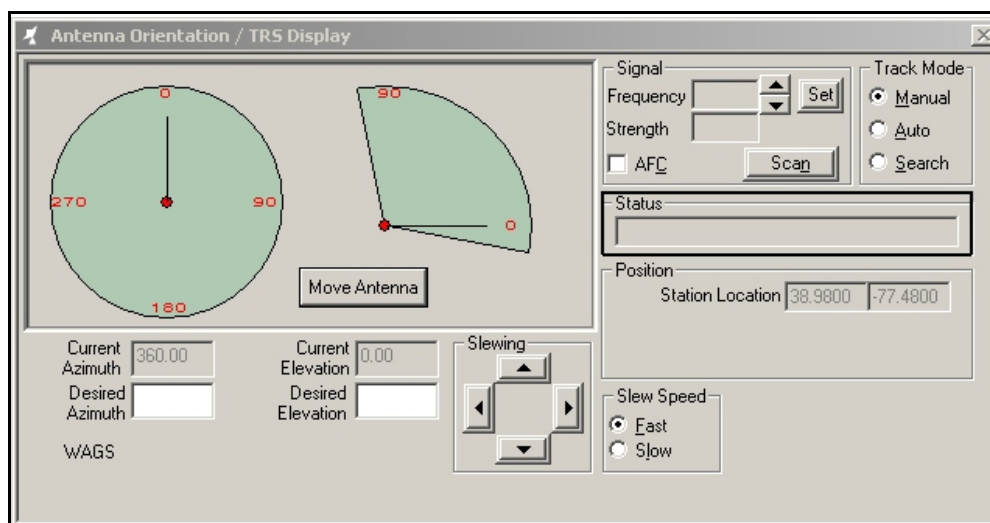 Antenna Orientation / TRS Display
0
270
90
180
90
0
Move Antenna
Signal
Frequency
Set
Strength
AFC
Scan
Track Mode
Manual
Auto
Search
Status
Position
Station Location 38.9800 -77.4800
Current Azimuth 360.00
Current Elevation 0.00
Desired Azimuth
Desired Elevation
WAGS
Slewing
Slew Speed
Fast
Slow